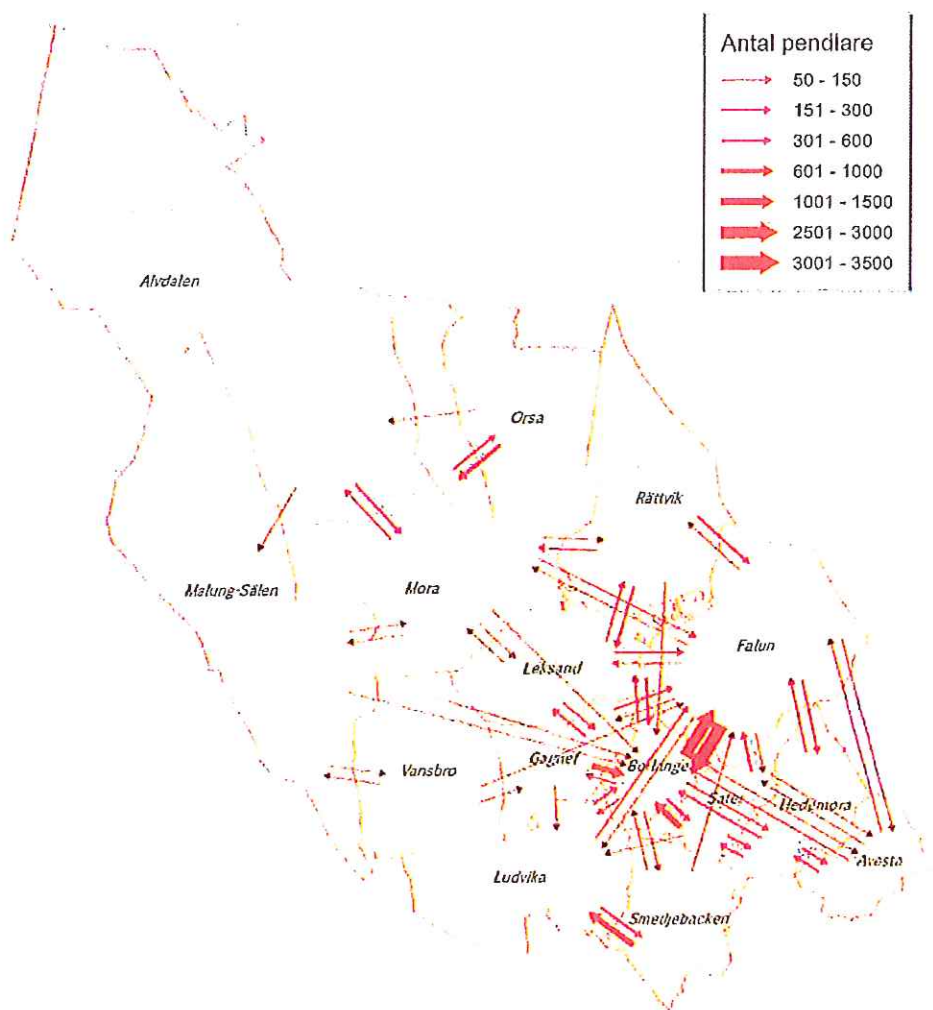 Antal pendlare
50 - 150
151 - 300
301 - 600
601 - 1000
1001 - 1500
2501 - 3000
3001 - 3500
Alvdalen
Orsa
Rättvik
Malung-Sälen
Mora
Falun
Leksand
Gagnef
Borlänge
Vansbro
Säter
Hedemora
Avesta
Ludvika
Smedjebacken